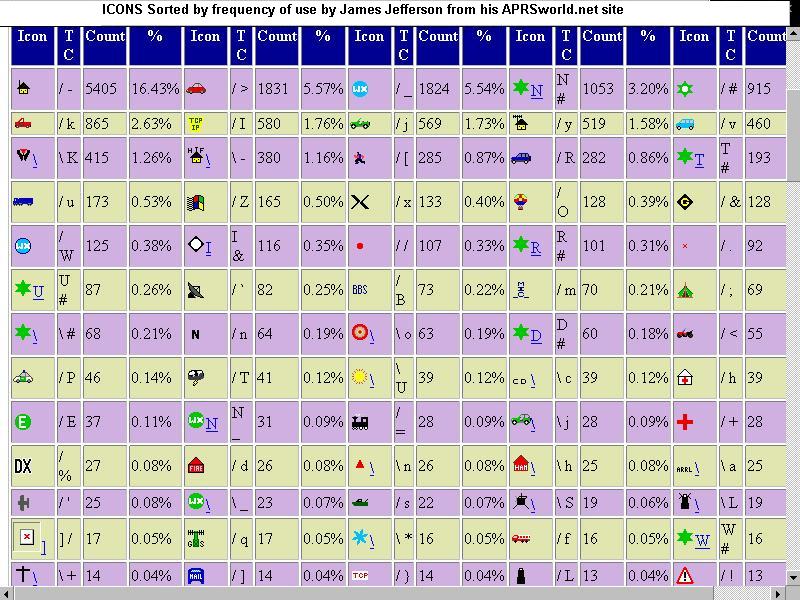 ICONS Sorted by frequency of use by James Jefferson from his APRSworld.net site
Icon T C Count % Icon T C Count % Icon T C Count % Icon T C Count % Icon T C Count
/ - 5405 16.43% / > 1831 5.57% WX / _ 1824 5.54% N N # 1053 3.20% / # 915
/ k 865 2.63% TCP IP / I 580 1.76% / j 569 1.73% / y 519 1.58% / v 460
\ \ K 415 1.26% HIF \ \ - 380 1.16% / [ 285 0.87% / R 282 0.86% T T # 193
/ u 173 0.53% / Z 165 0.50% / x 133 0.40% / O 128 0.39% G / & 128
WX / W 125 0.38% I I & 116 0.35% / / 107 0.33% R R # 101 0.31% / . 92
U U # 87 0.26% / ` 82 0.25% BBS / B 73 0.22% / m 70 0.21% / ; 69
\ \ # 68 0.21% N / n 64 0.19% \ \ o 63 0.19% D D # 60 0.18% / < 55
/ P 46 0.14% / T 41 0.12% \ \ U 39 0.12% CD \ \ c 39 0.12% / h 39
E / E 37 0.11% WX N N _ 31 0.09% / = 28 0.09% \ \ j 28 0.09% / + 28
DX / % 27 0.08% FIRE / d 26 0.08% \ \ n 26 0.08% HAM \ \ h 25 0.08% ARRL \ \ a 25
/ ' 25 0.08% WX \ \ _ 23 0.07% / s 22 0.07% \ \ S 19 0.06% \ \ L 19
] ] / 17 0.05% / q 17 0.05% \ \ * 16 0.05% / f 16 0.05% W W # 16
\ \ + 14 0.04% MAIL / ] 14 0.04% TCP / } 14 0.04% / L 13 0.04% ! / ! 13